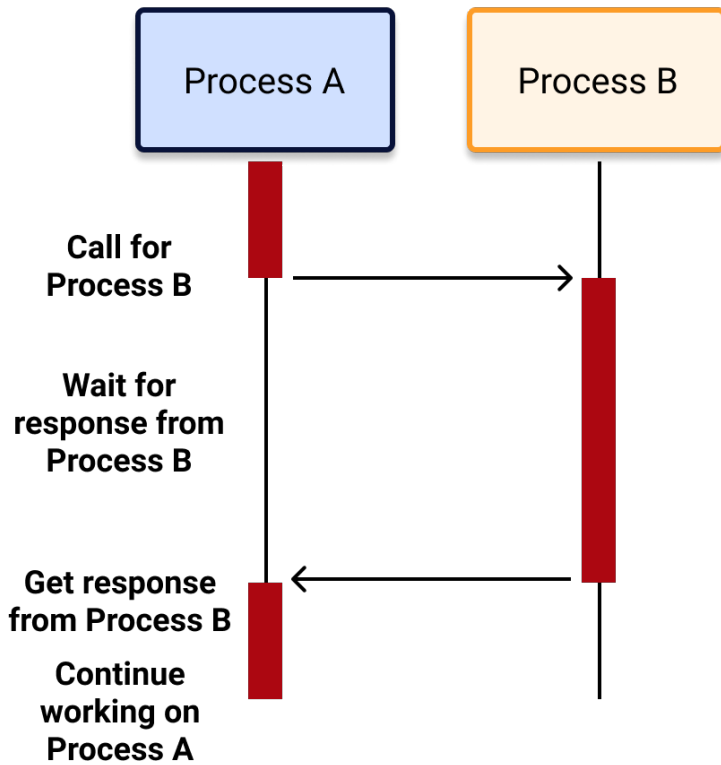 Process A
Process B
Call for
Process B
Wait for
response from
Process B
Get response
from Process B
Continue
working on
Process A